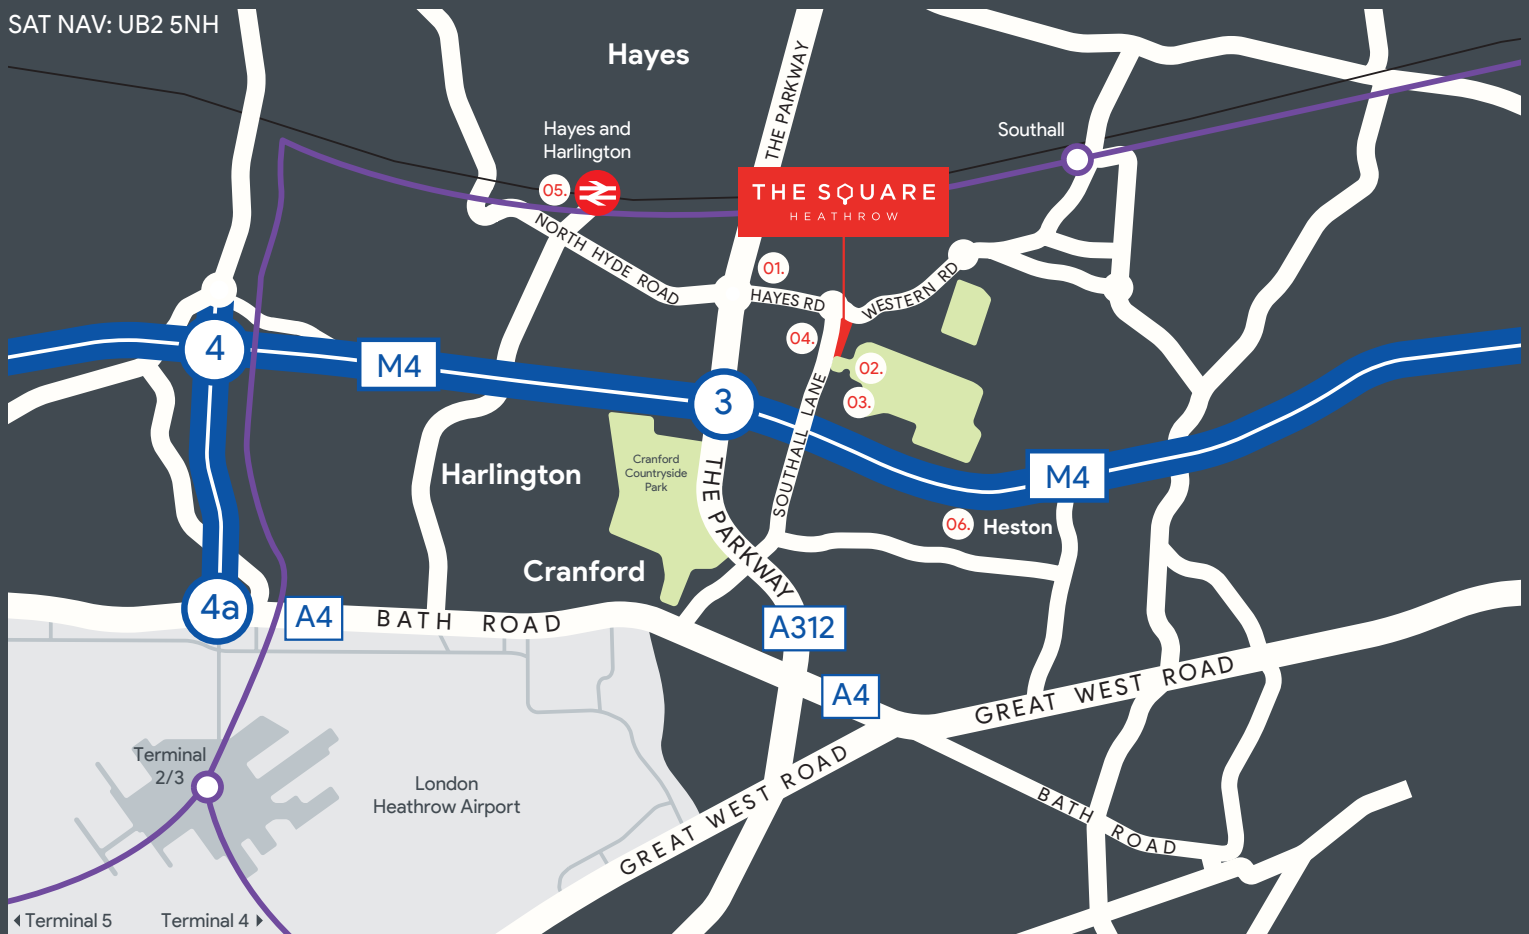 SAT NAV: UB2 5NH
Hayes
THE PARKWAY
Hayes and
Harlington
Southall
05.
THE SQUARE
HEATHROW
NORTH HYDE ROAD
01.
HAYES RD
WESTERN RD
04.
4
M4
02.
3
03.
SOUTHALL LANE
Cranford
Countryside
Park
Harlington
THE PARKWAY
M4
06.
Heston
Cranford
4a
A4
BATH ROAD
A312
A4
GREAT WEST ROAD
Terminal
2/3
London
Heathrow Airport
GREAT WEST ROAD
BATH ROAD
Terminal 5
Terminal 4